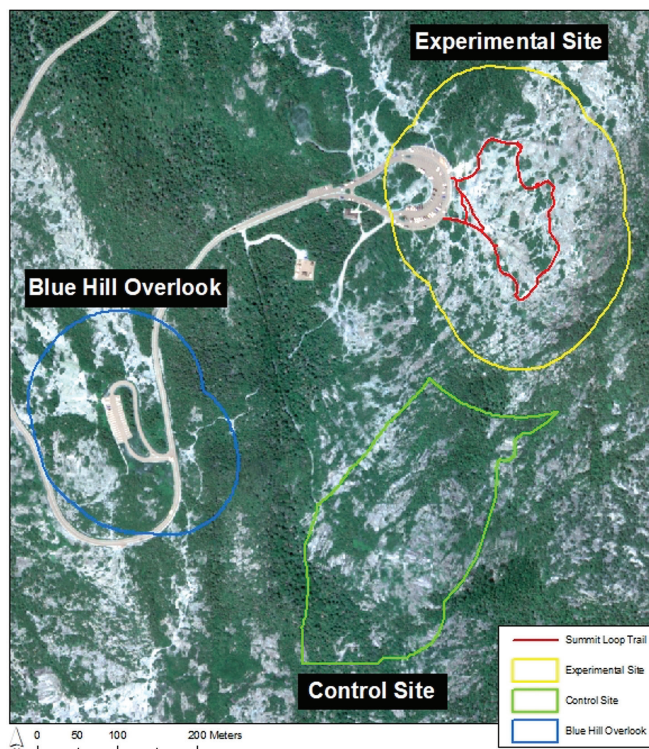 Experimental Site
Blue Hill Overlook
Control Site
Summit Loop Trail
Experimental Site
Control Site
Blue Hill Overlook
0 50 100 200 Meters